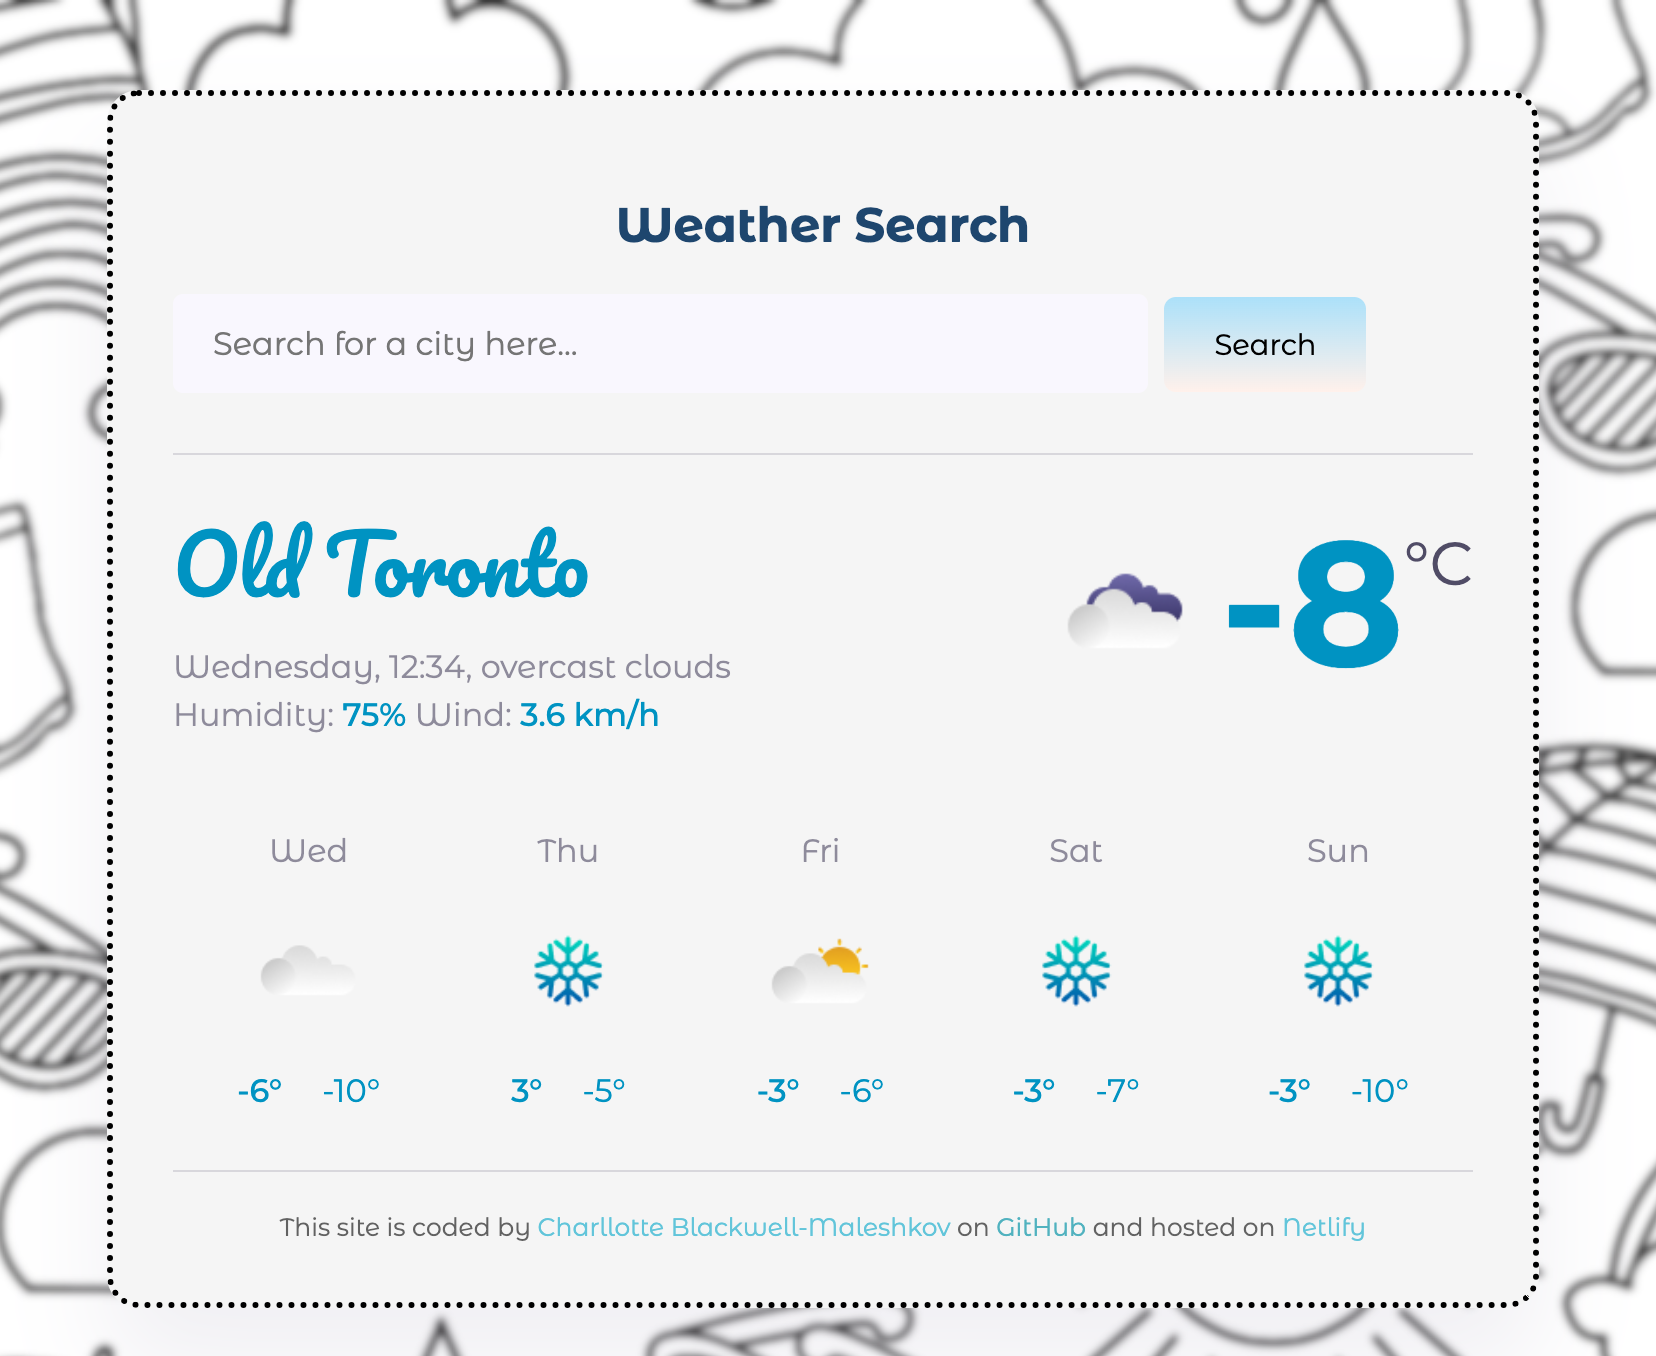 Weather Search
Search for a city here...
Search
Old Toronto
-8°C
Wednesday, 12:34, overcast clouds
Humidity: 75% Wind: 3.6 km/h
Wed Thu Fri Sat Sun
-6° -10° 3° -5° -3° -6° -3° -7° -3° -10°
This site is coded by Charllotte Blackwell-Maleshkov on GitHub and hosted on Netlify